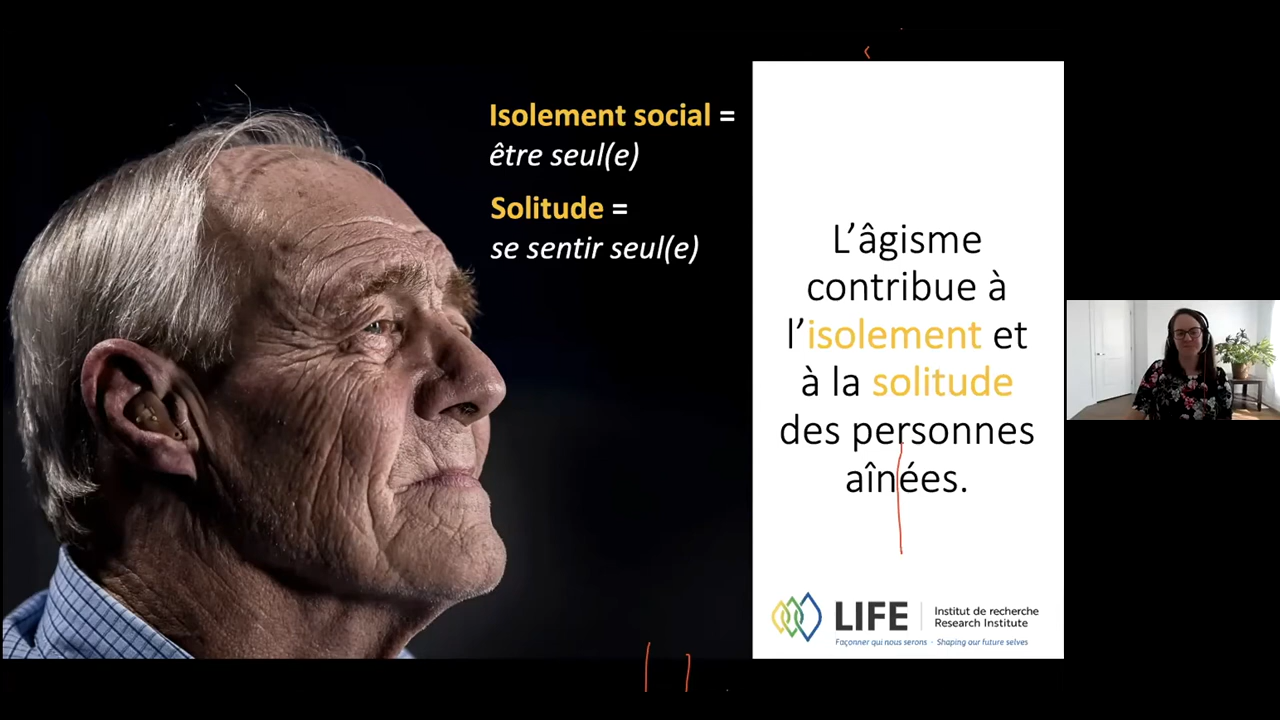 Isolement social =
être seul(e)
Solitude =
se sentir seul(e)
L'âgisme
contribue à
l'isolement et
à la solitude
des personnes
aînées.
LIFE
Institut de recherche
Research Institute
Façonner qui nous serons - Shaping our future selves